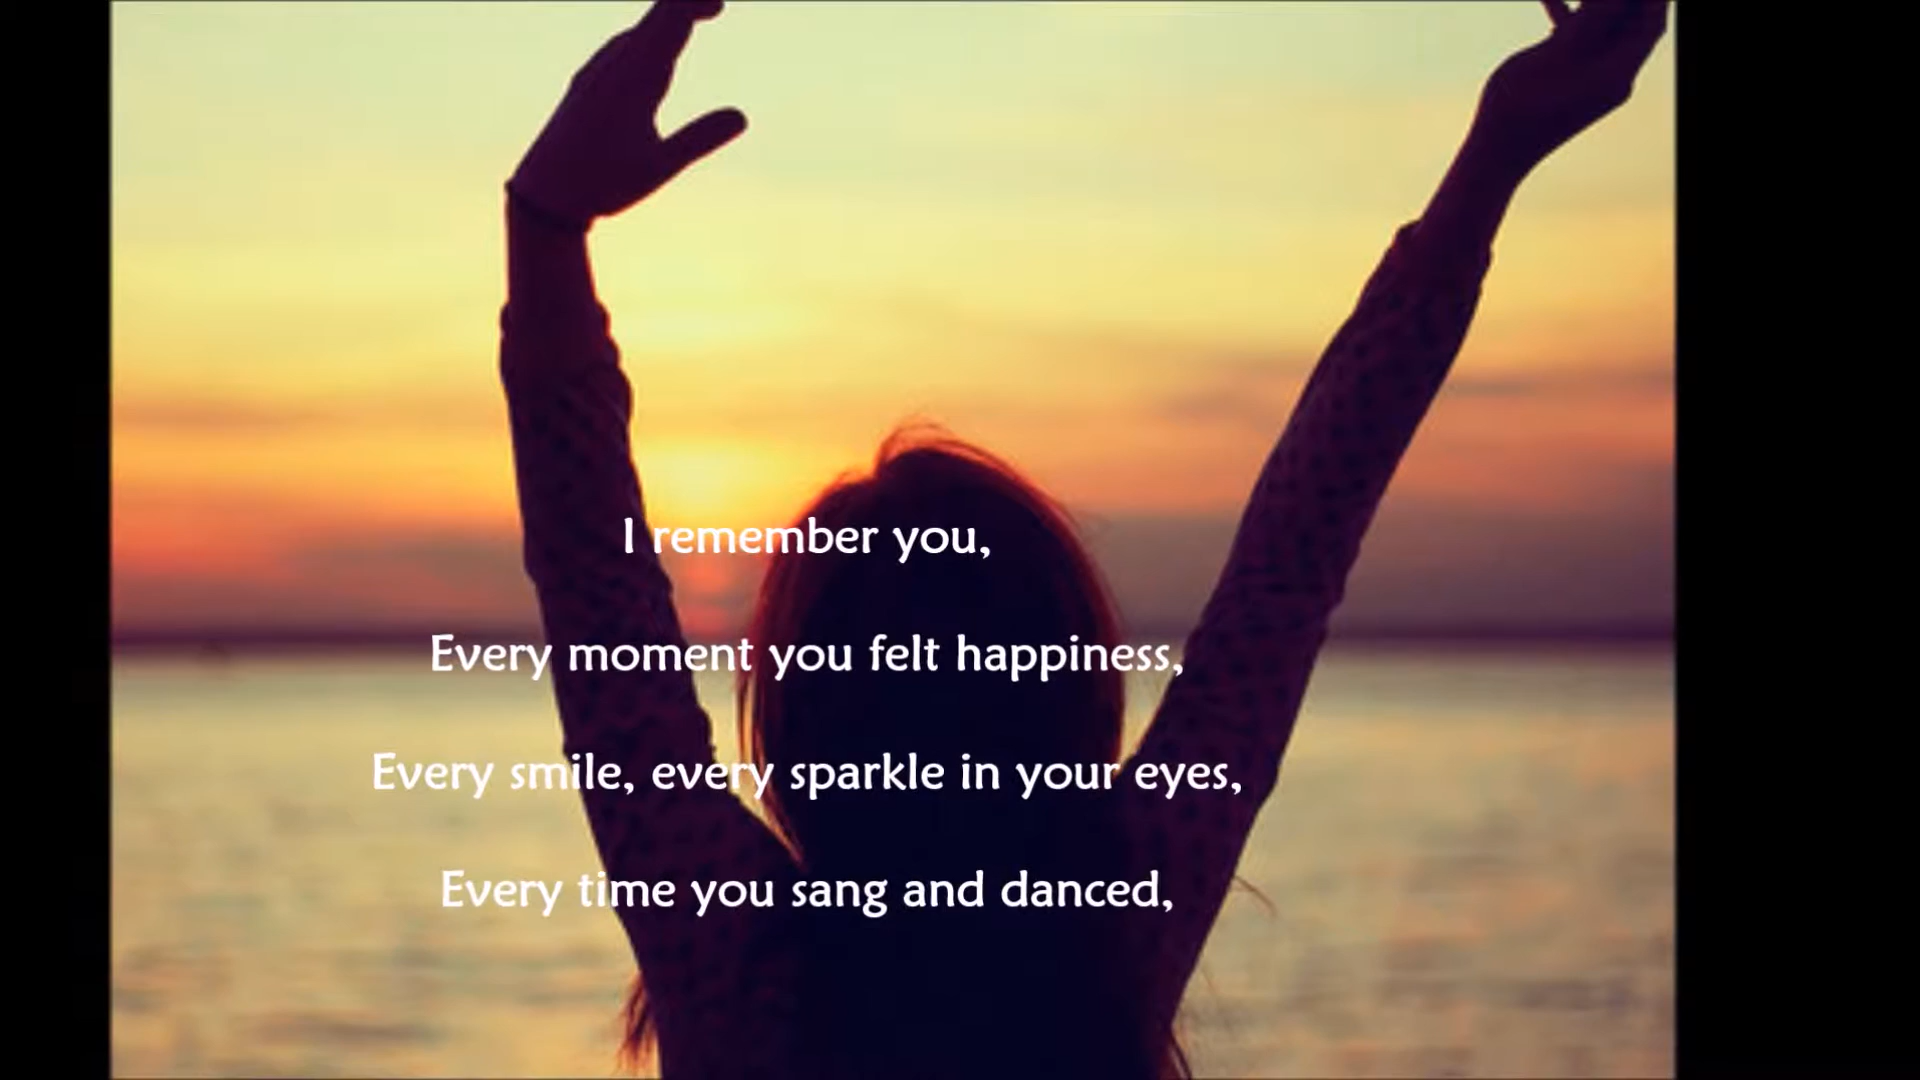 I remember you,
Every moment you felt happiness,
Every smile, every sparkle in your eyes,
Every time you sang and danced,